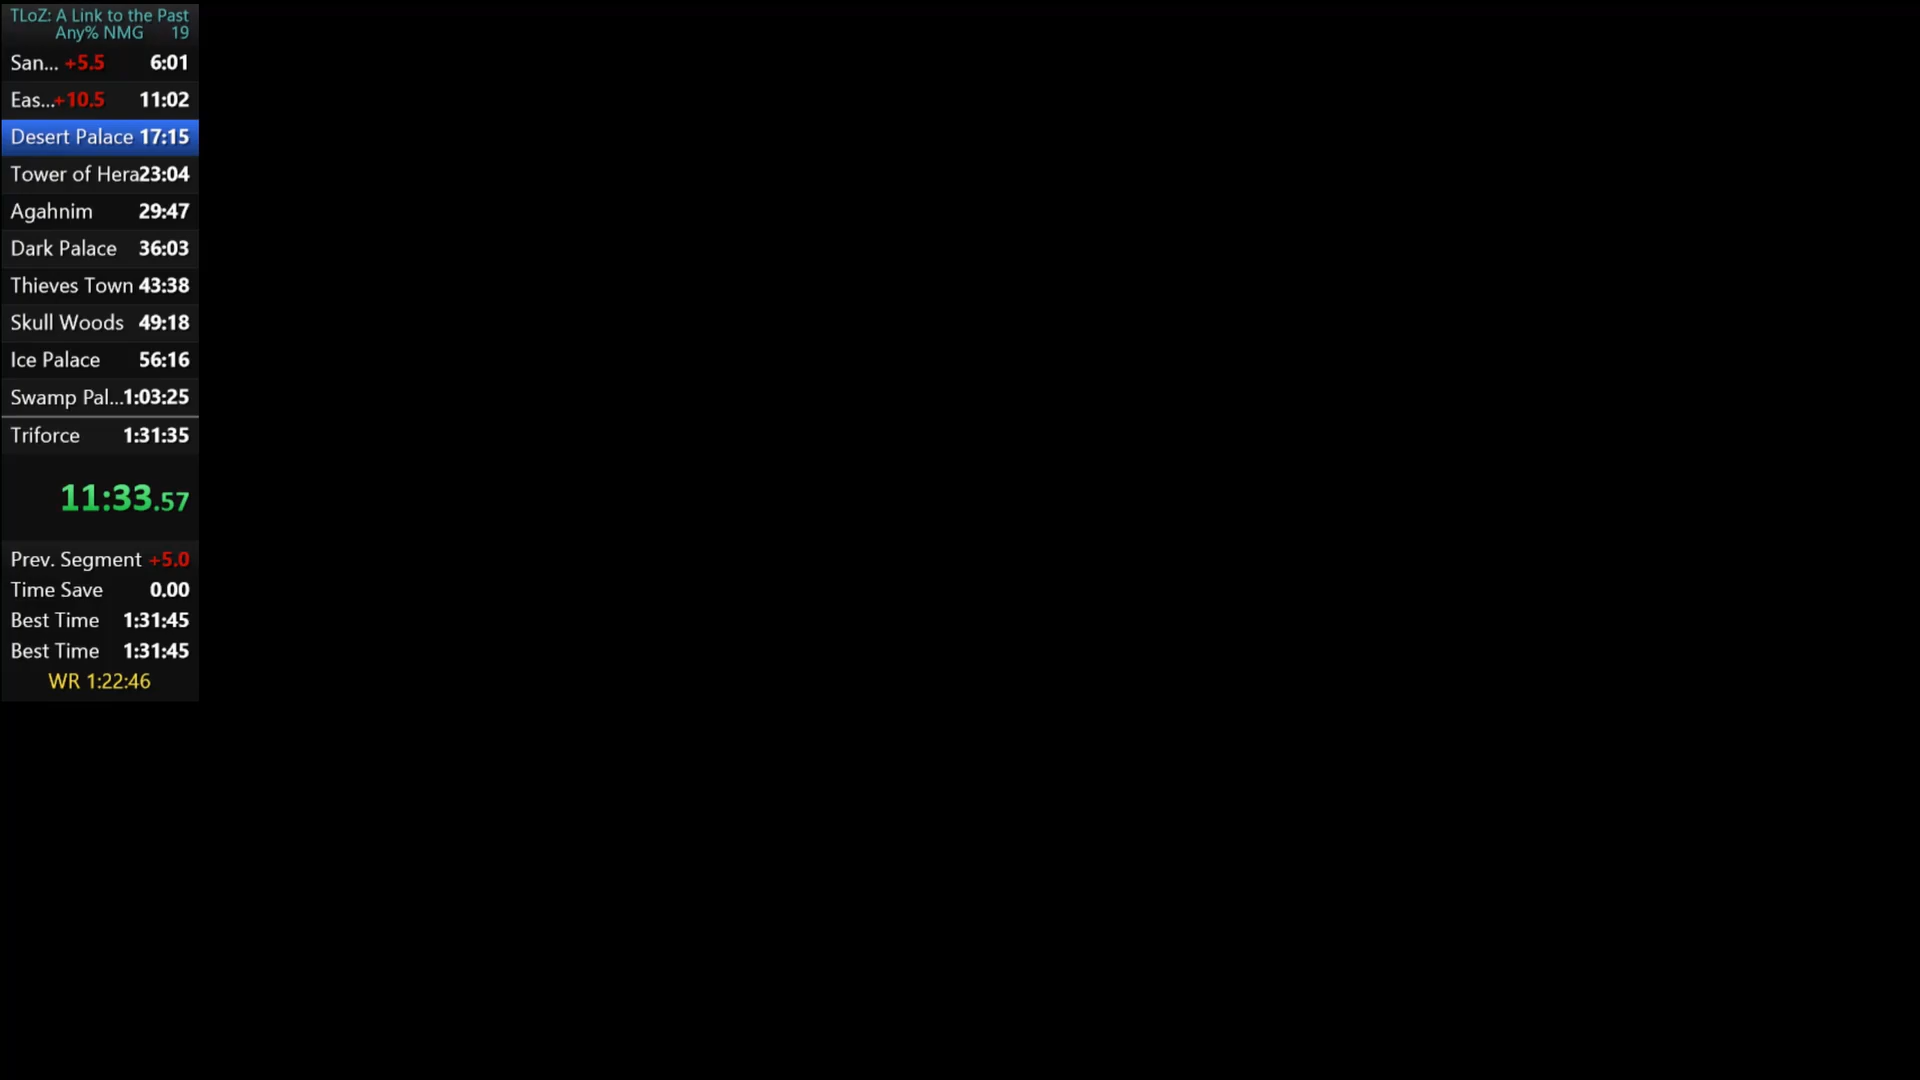 TLoZ: A Link to the Past
Any% NMG 19
San... +5.5 6:01
Eas...+10.5 11:02
Desert Palace 17:15
Tower of Hera 23:04
Agahnim 29:47
Dark Palace 36:03
Thieves Town 43:38
Skull Woods 49:18
Ice Palace 56:16
Swamp Pal... 1:03:25
Triforce 1:31:35
11:33.57
Prev. Segment +5.0
Time Save 0.00
Best Time 1:31:45
Best Time 1:31:45
WR 1:22:46